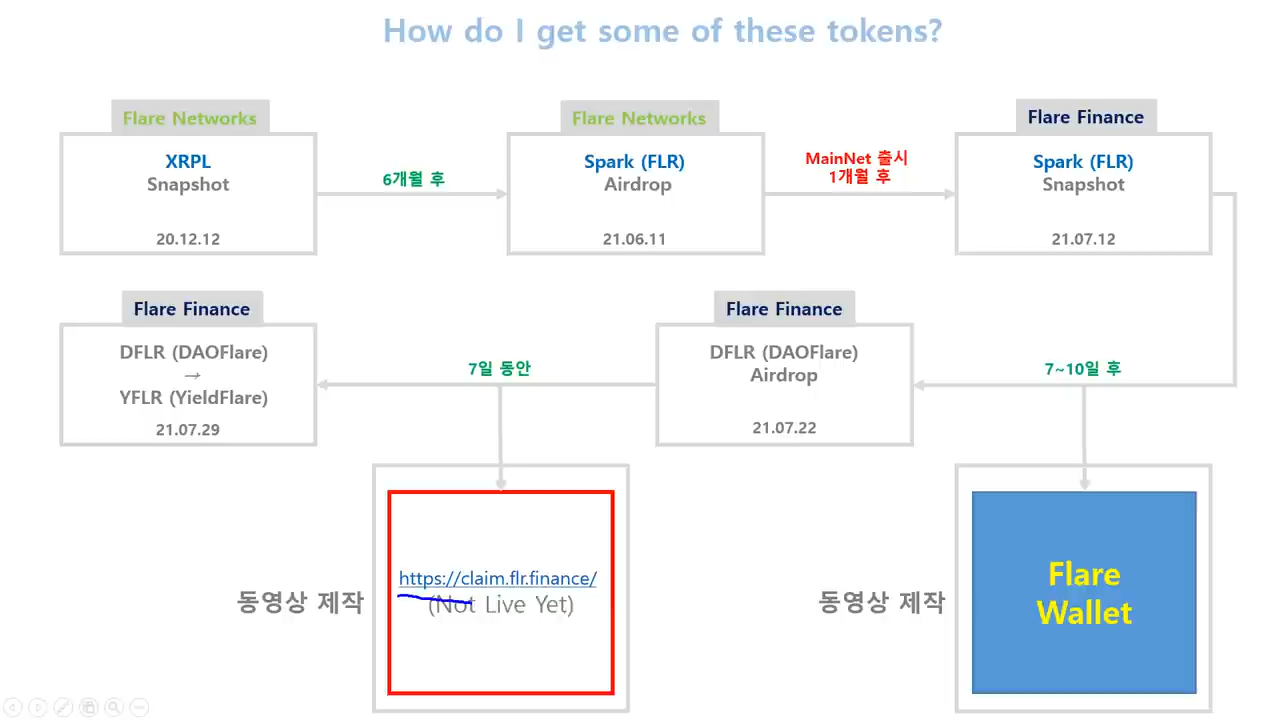 How do I get some of these tokens?
Flare Networks
XRPL
Snapshot
20.12.12
6개월 후
Flare Networks
Spark (FLR)
Airdrop
21.06.11
MainNet 출시
1개월 후
Flare Finance
Spark (FLR)
Snapshot
21.07.12
7~10일 후
Flare Finance
DFLR (DAOFlare)
Airdrop
21.07.22
7일 동안
Flare Finance
DFLR (DAOFlare)
→
YFLR (YieldFlare)
21.07.29
동영상 제작
https://claim.flr.finance/
(Not Live Yet)
동영상 제작
Flare
Wallet